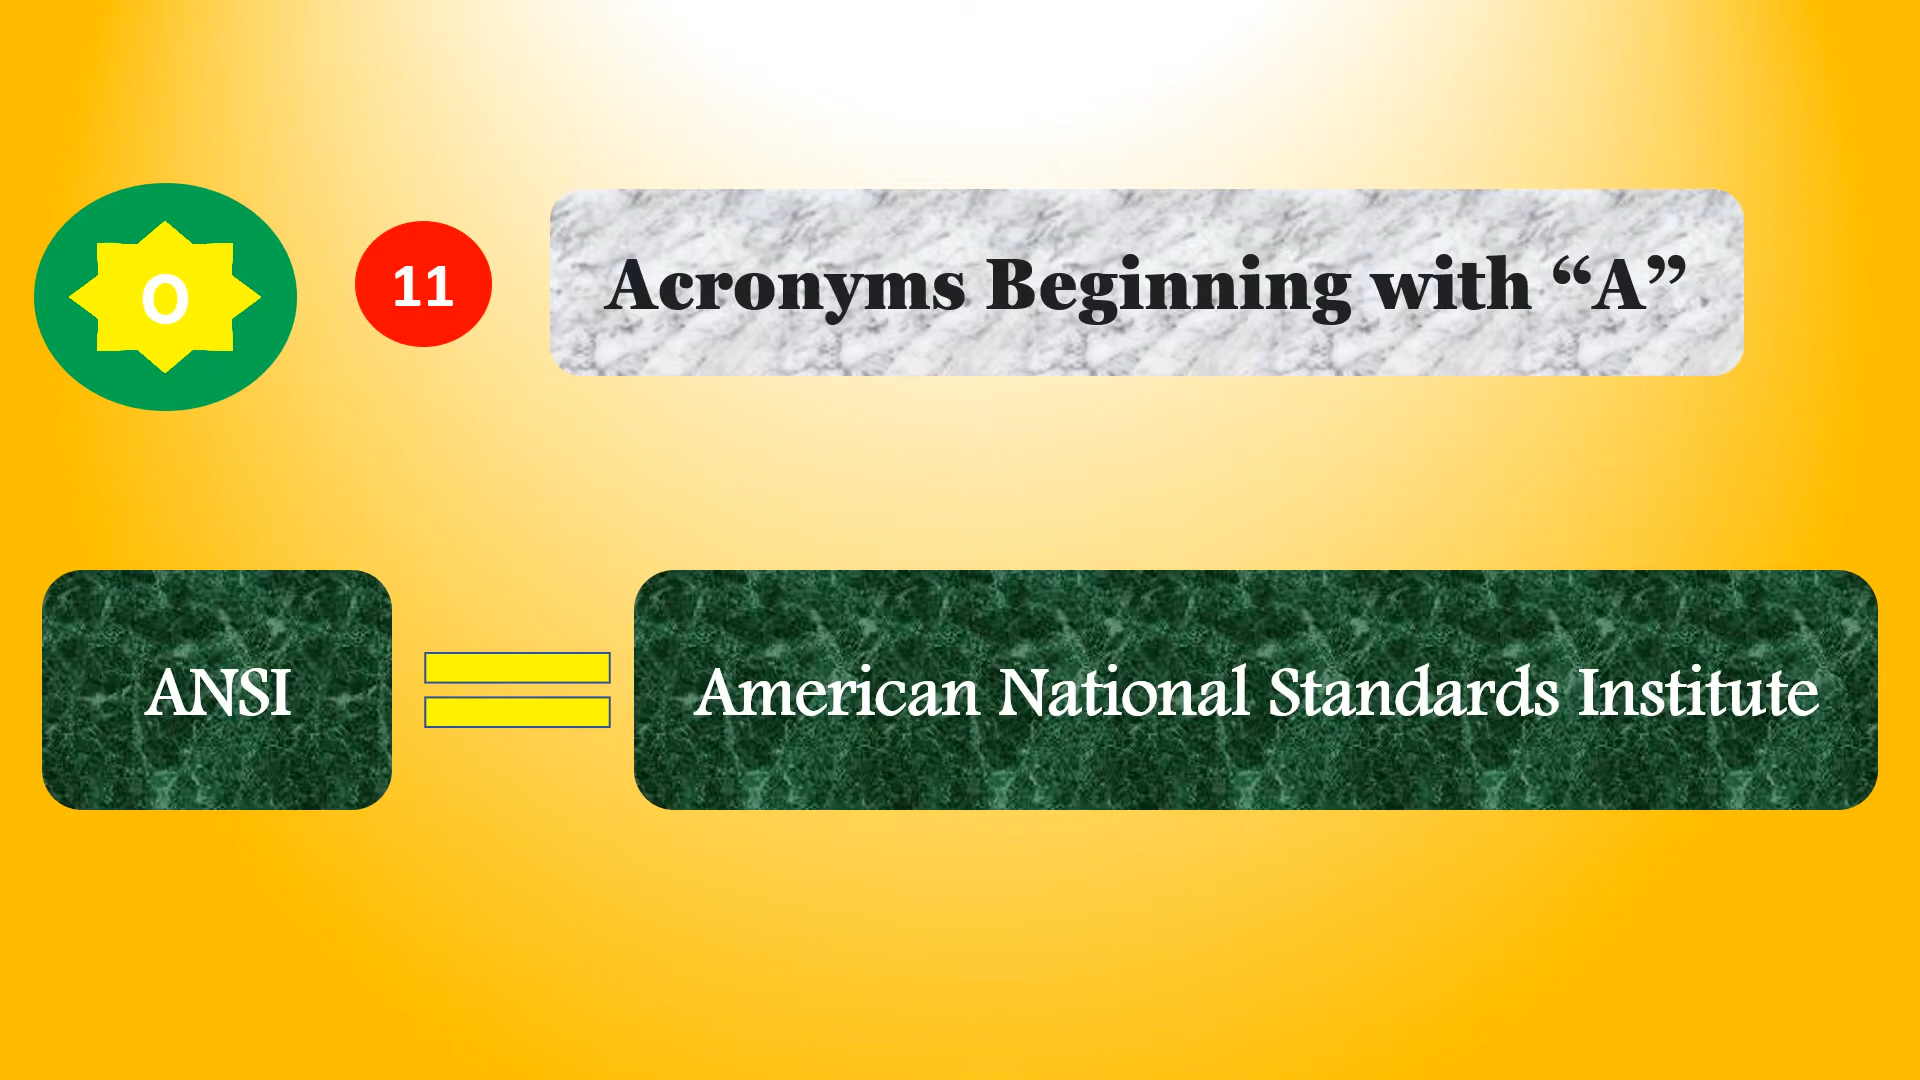 O
11
Acronyms Beginning with “A”
ANSI
American National Standards Institute